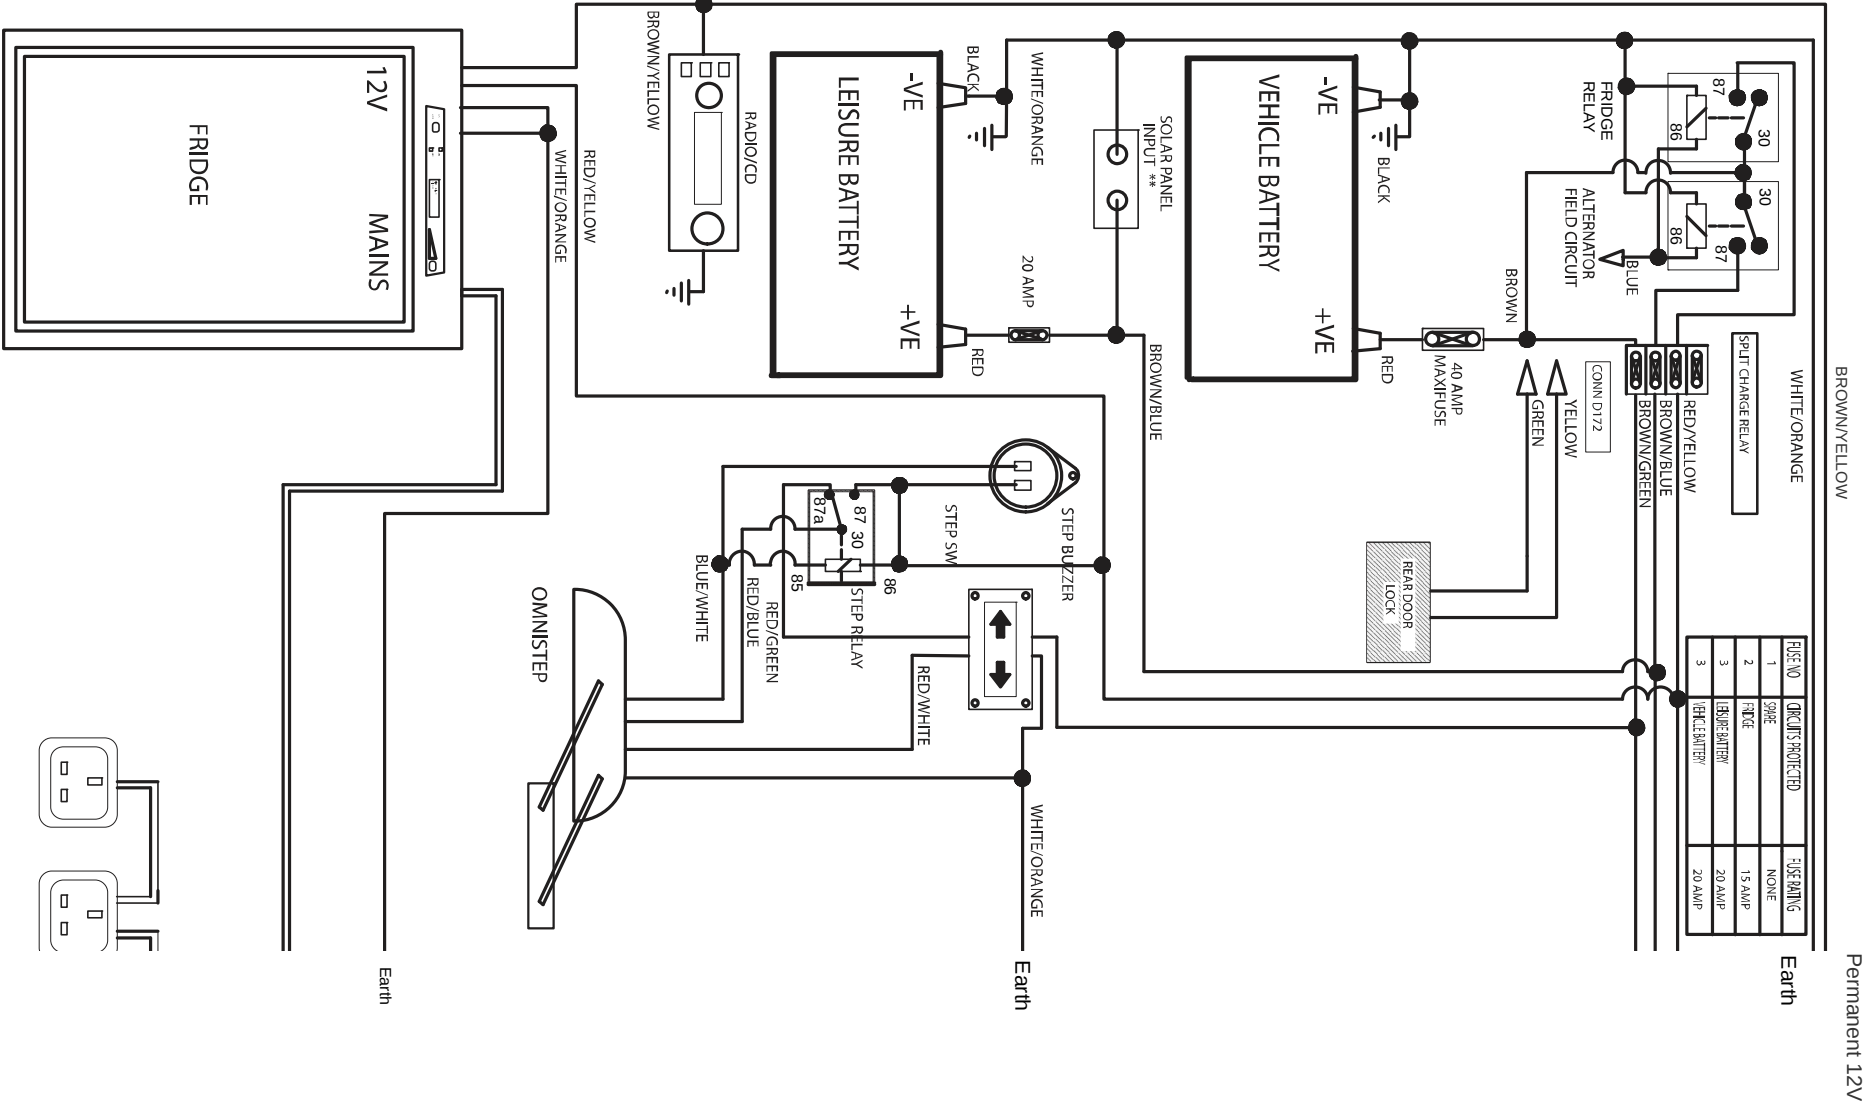 BROWN/YELLOW
Permanent 12V
WHITE/ORANGE
Earth
SPLIT CHARGE RELAY
FUSE NO
CIRCUITS PROTECTED
FUSE RATING
1
SPARE
NONE
2
FRIDGE
15 AMP
3
LEISURE BATTERY
20 AMP
3
VEHICLE BATTERY
20 AMP
87
30
86
FRIDGE
RELAY
30
87
86
ALTERNATOR
FIELD CIRCUIT
BLUE
RED/YELLOW
BROWN/BLUE
BROWN/GREEN
CONN D172
YELLOW
GREEN
BROWN
40 AMP
MAXIFUSE
RED
BLACK
-VE
+VE
VEHICLE BATTERY
REAR DOOR
LOCK
SOLAR PANEL
INPUT **
BROWN/BLUE
WHITE/ORANGE
20 AMP
BLACK
RED
-VE
+VE
LEISURE BATTERY
STEP BUZZER
STEP SW
WHITE/ORANGE
Earth
RADIO/CD
BROWN/YELLOW
87
87a
30
86
85
STEP RELAY
RED/GREEN
RED/BLUE
BLUE/WHITE
RED/WHITE
OMNISTEP
RED/YELLOW
WHITE/ORANGE
Earth
12V
MAINS
FRIDGE